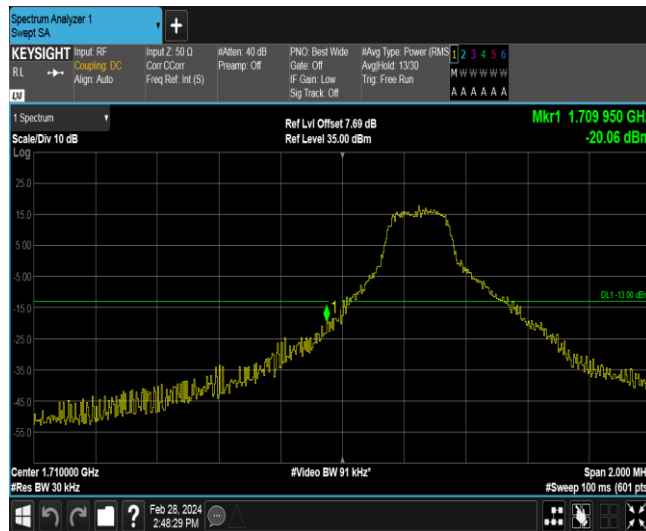 Spectrum Analyzer 1
Swept SA
KEYSIGHT Input: RF Input Z: 50 Ω #Atten: 40 dB PNO: Best Wide #Avg Type: Power (RMS 1 2 3 4 5 6
RL Coupling: DC Corr CCorr Preamp: Off Gate: Off Avg|Hold: 13/30 M W W W W W
Align: Auto Freq Ref: Int (S) IF Gain: Low Trig: Free Run
LXI Sig Track: Off A A A A A A
1 Spectrum Ref Lvl Offset 7.69 dB Mkr1 1.709 950 GHz
Scale/Div 10 dB Ref Level 35.00 dBm -20.06 dBm
Log
25.0
15.0
5.00
-5.00
DL1 -13.00 dBm
1
-15.0
-25.0
-35.0
-45.0
-55.0
Center 1.710000 GHz #Video BW 91 kHz* Span 2.000 MH
#Res BW 30 kHz #Sweep 100 ms (601 pts
? Feb 28, 2024
2:48:29 PM